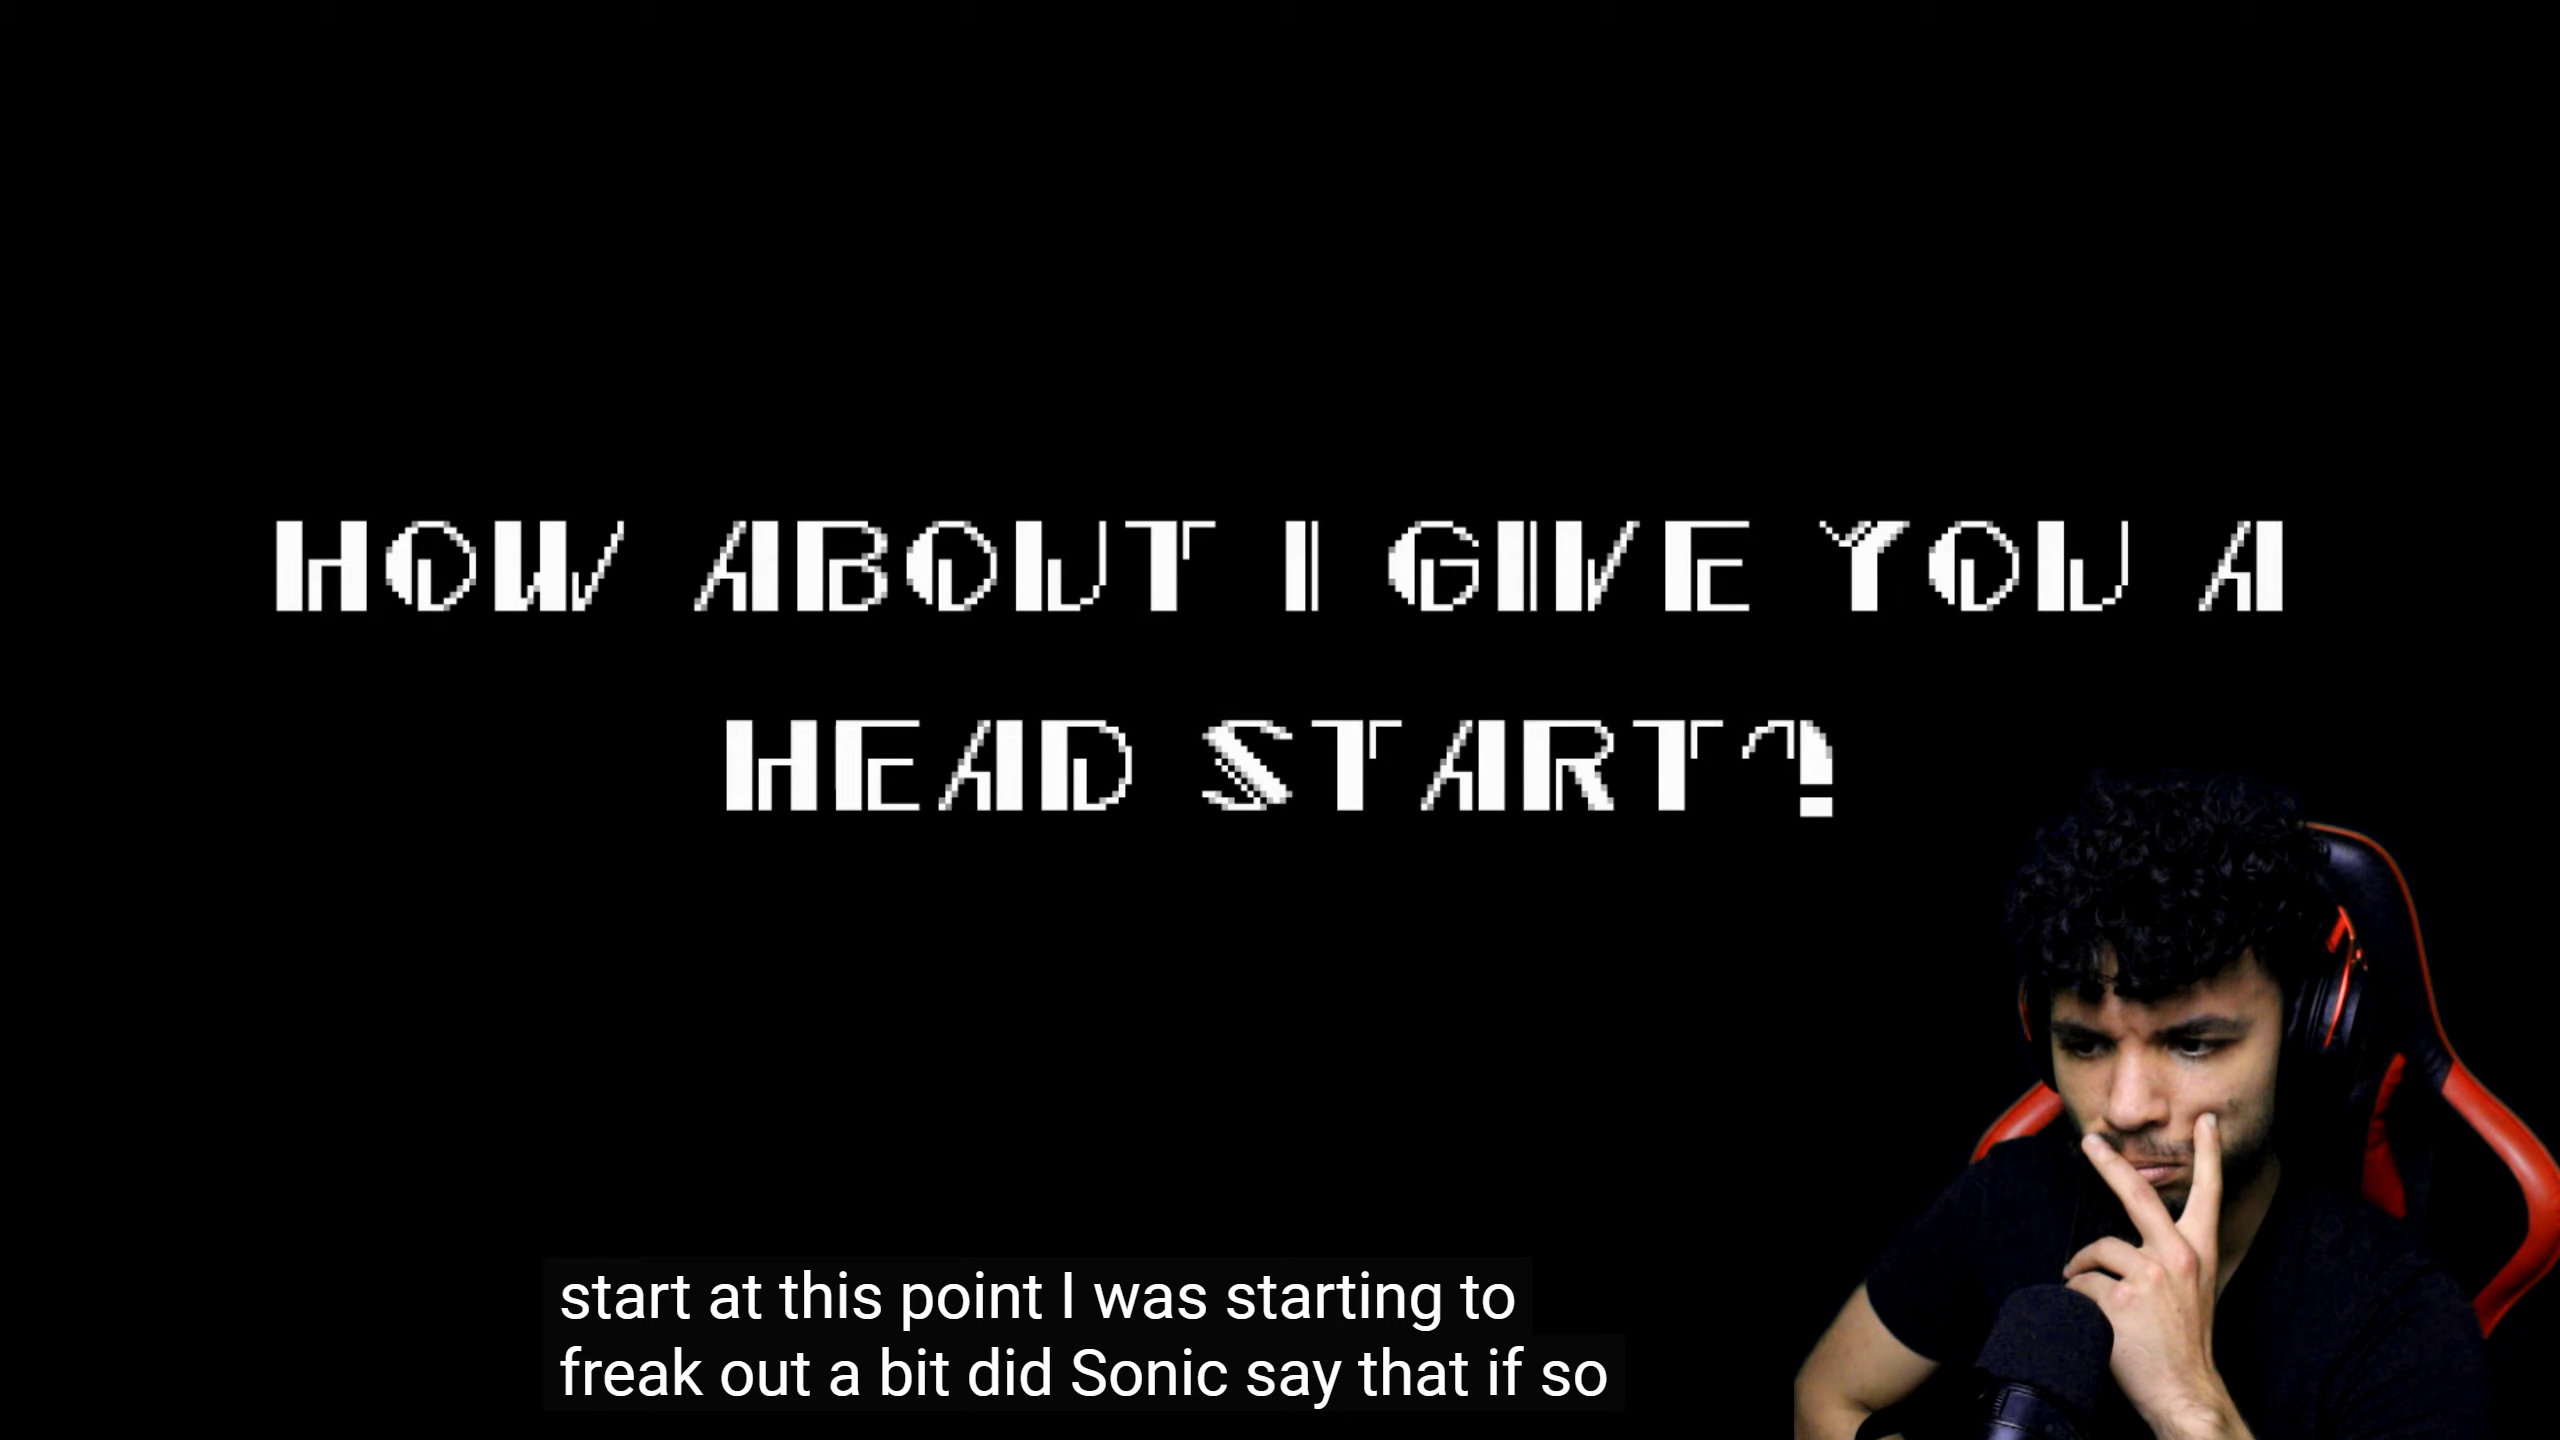 HOW ABOUT I GIVE YOU A
HEAD START?
start at this point I was starting to
freak out a bit did Sonic say that if so